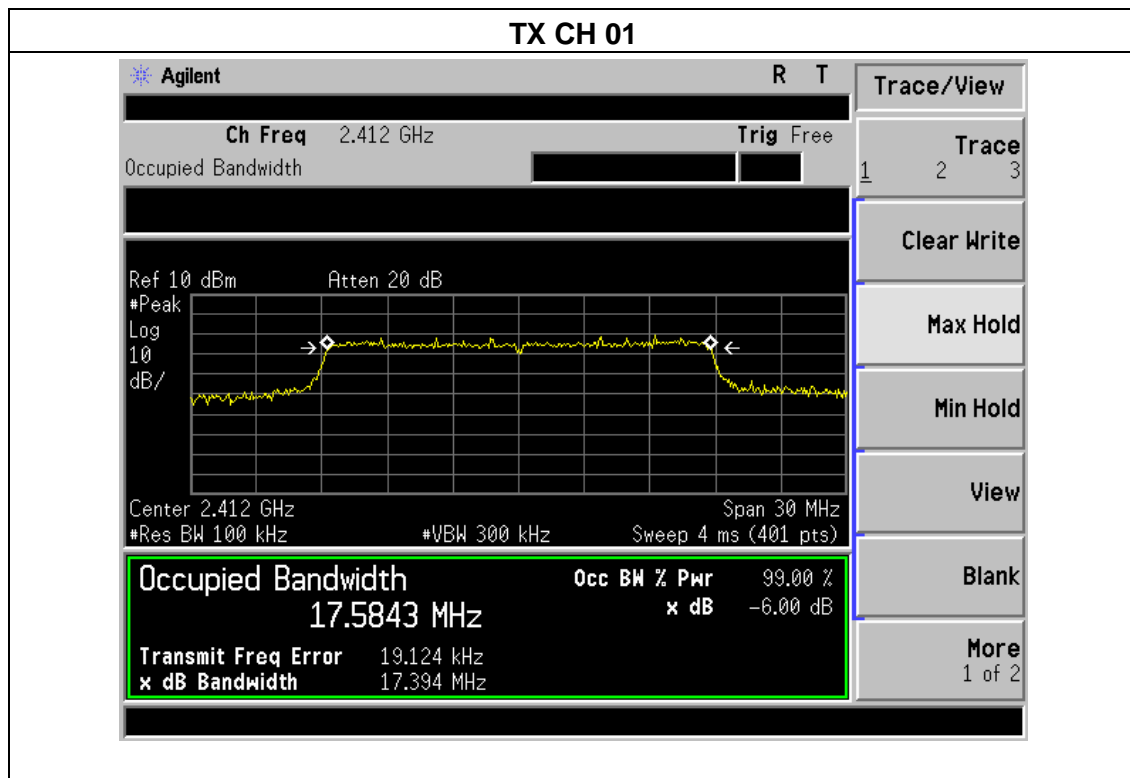 TX CH 01
Agilent R T
Trace/View
Ch Freq 2.412 GHz Trig Free
Occupied Bandwidth
Trace
1 2 3
Clear Write
Ref 10 dBm Atten 20 dB
#Peak
Log
10
dB/
Max Hold
Min Hold
View
Center 2.412 GHz Span 30 MHz
#Res BW 100 kHz #VBW 300 kHz Sweep 4 ms (401 pts)
Occupied Bandwidth Occ BW % Pwr 99.00 %
17.5843 MHz x dB -6.00 dB
Blank
Transmit Freq Error 19.124 kHz
x dB Bandwidth 17.394 MHz
More
1 of 2